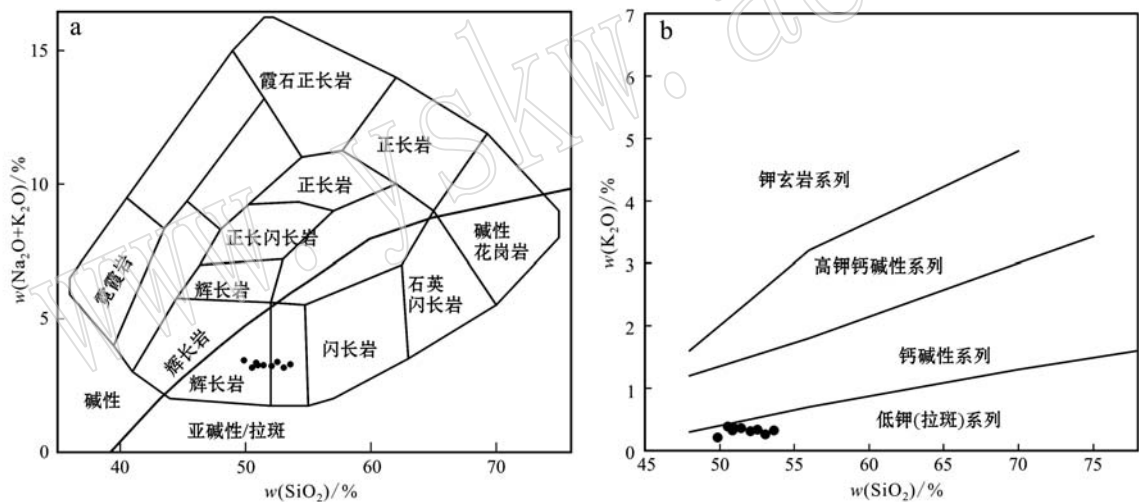 a
15
10
5
0
w(Na₂O+K₂O)/%
霞石正长岩
正长岩
正长岩
碱性
花岗岩
正长闪长岩
霓霞岩
辉长岩
石英
闪长岩
辉长岩
闪长岩
辉长岩
碱性
亚碱性/拉斑
40 50 60 70
w(SiO₂)/%
b
7
6
5
4
3
2
1
0
w(K₂O)/%
钾玄岩系列
高钾钙碱性系列
钙碱性系列
低钾(拉斑)系列
45 50 55 60 65 70 75
w(SiO₂)/%